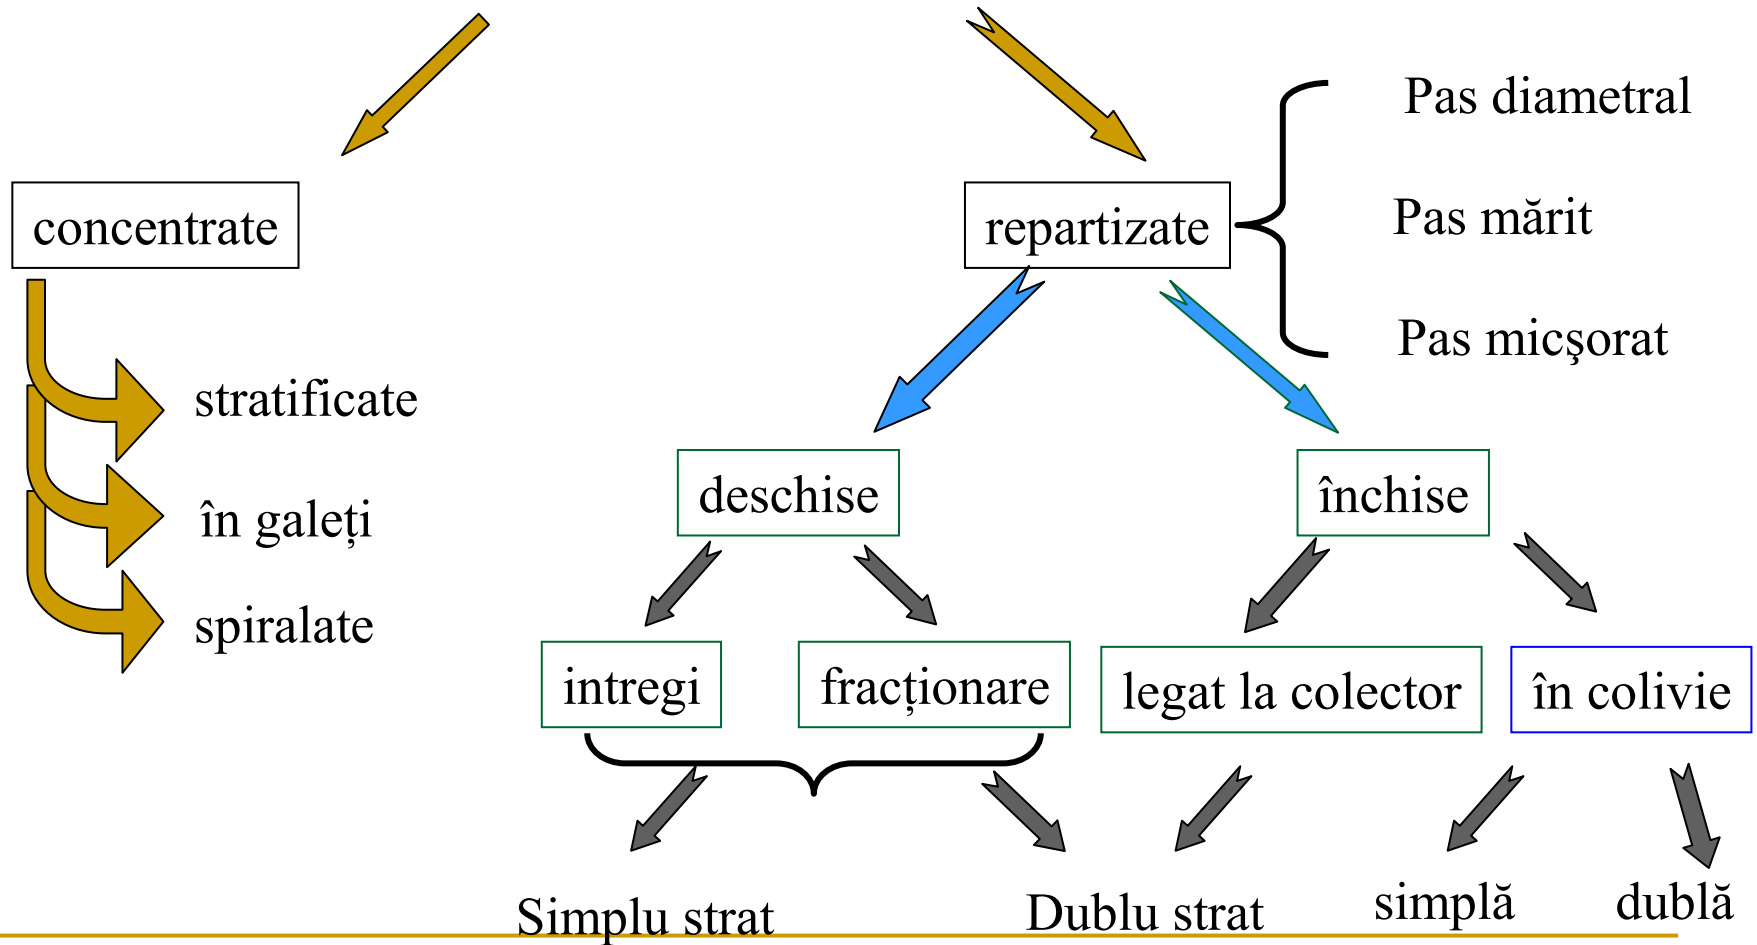 Pas diametral
concentrate
repartizate
Pas mărit
Pas micşorat
stratificate
în galeți
spiralate
deschise
închise
intregi
fracționare
legat la colector
în colivie
Simplu strat
Dublu strat
simplă
dublă